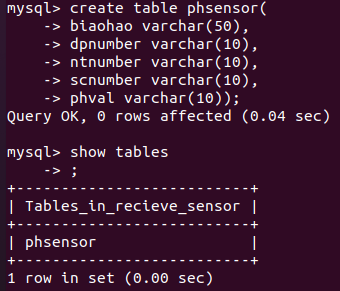 mysql> create table phsensor(
    -> biaohao varchar(50),
    -> dpnumber varchar(10),
    -> ntnumber varchar(10),
    -> scnumber varchar(10),
    -> phval varchar(10));
Query OK, 0 rows affected (0.04 sec)

mysql> show tables
    -> ;
+--------------------------+
| Tables_in_recieve_sensor |
+--------------------------+
| phsensor                 |
+--------------------------+
1 row in set (0.00 sec)